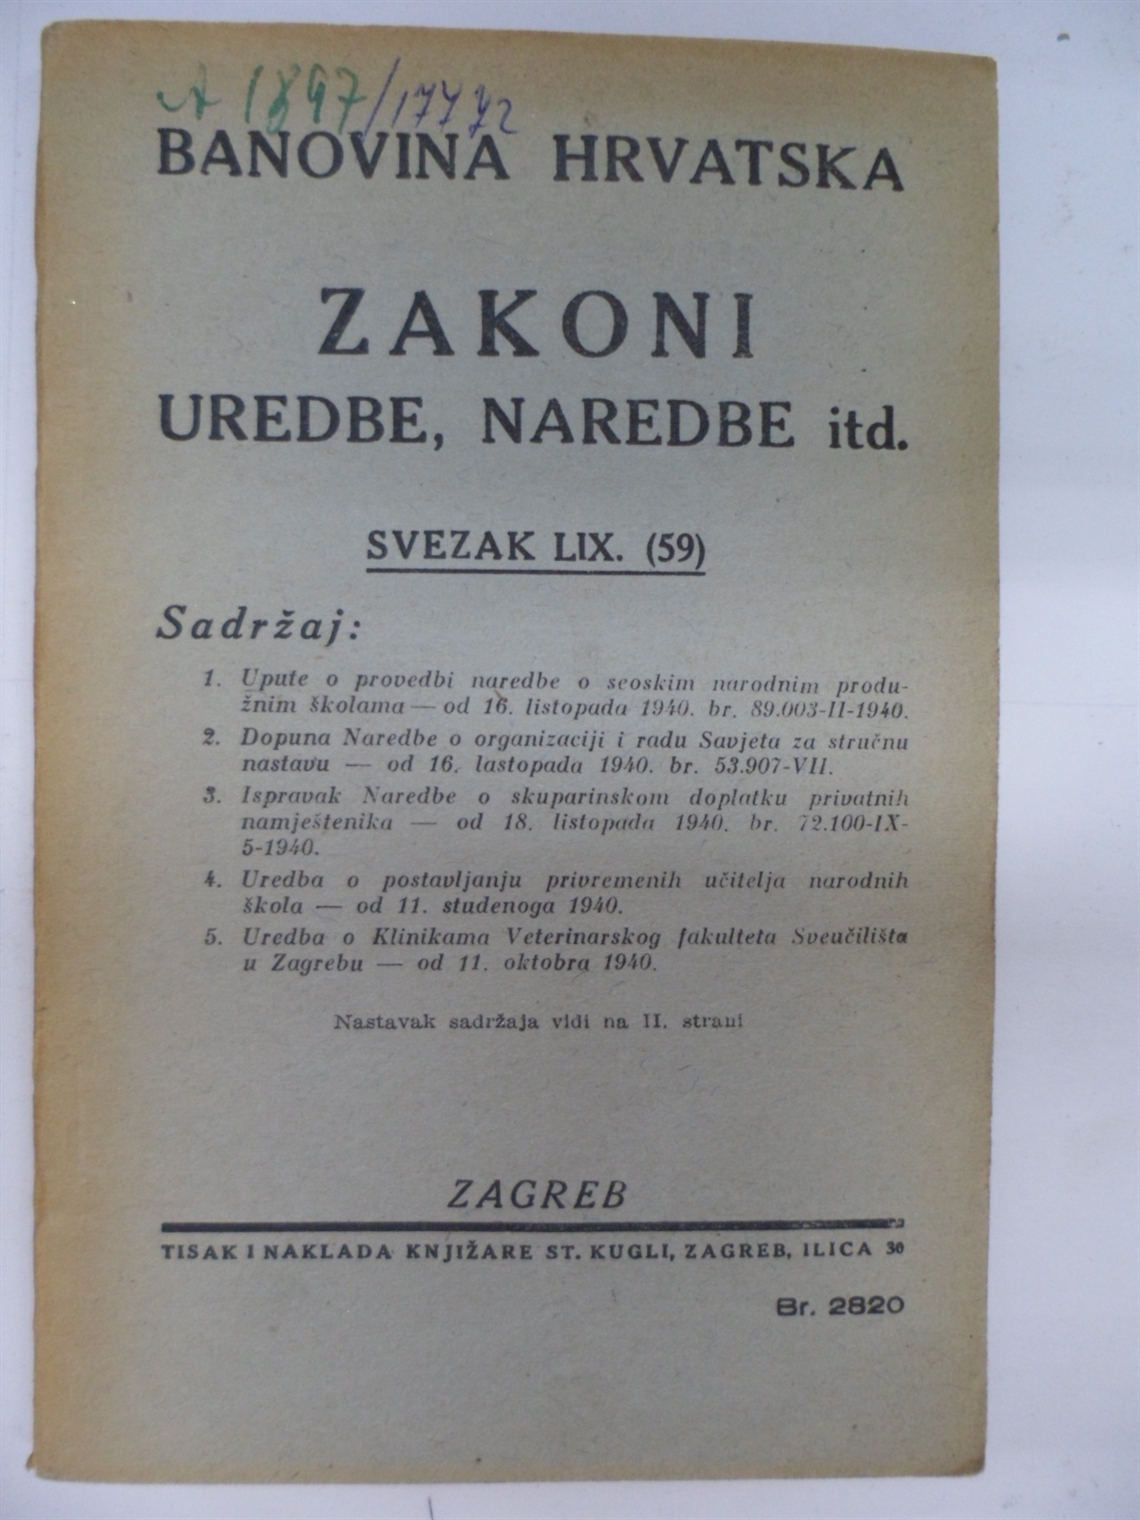 A 1897/17772
BANOVINA HRVATSKA
ZAKONI
UREDBE, NAREDBE itd.
SVEZAK LIX. (59)
Sadržaj:
1. Upute o provedbi naredbe o seoskim narodnim produ-
žnim školama — od 16. listopada 1940. br. 89.003-II-1940.
2. Dopuna Naredbe o organizaciji i radu Savjeta za stručnu
nastavu — od 16. lastopada 1940. br. 53.907-VII.
3. Ispravak Naredbe o skuparinskom doplatku privatnih
namještenika — od 18. listopada 1940. br. 72.100-IX-
5-1940.
4. Uredba o postavljanju privremenih učitelja narodnih
škola — od 11. studenoga 1940.
5. Uredba o Klinikama Veterinarskog fakulteta Sveučilišta
u Zagrebu — od 11. oktobra 1940.
Nastavak sadržaja vidi na II. strani
ZAGREB
TISAK I NAKLADA KNJIŽARE ST. KUGLI, ZAGREB, ILICA 30
Br. 2820